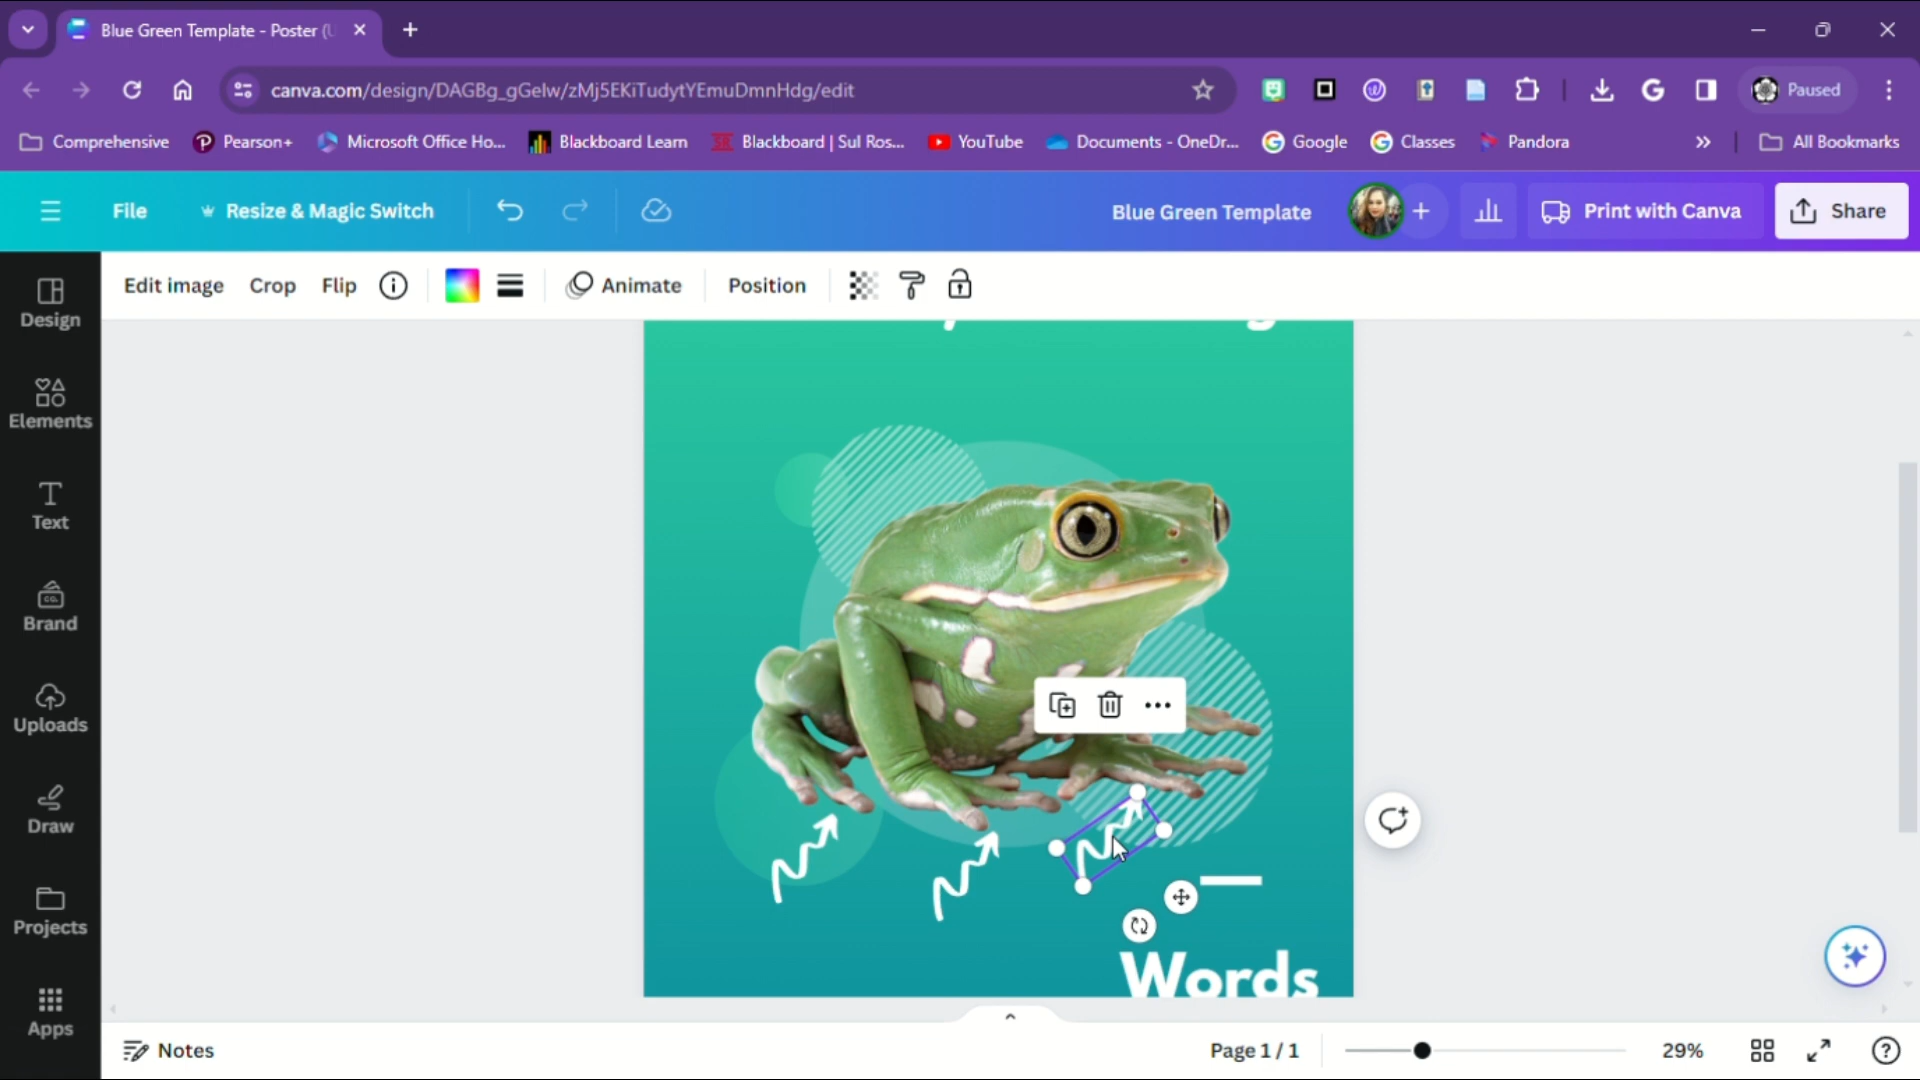 Blue Green Template - Poster (U
canva.com/design/DAGBg_gGelw/zMj5EKiTudytYEmuDmnHdg/edit
Paused
Comprehensive
Pearson+
Microsoft Office Ho...
Blackboard Learn
Blackboard | Sul Ros...
YouTube
Documents - OneDr...
Google
Classes
Pandora
All Bookmarks
File
Resize & Magic Switch
Blue Green Template
Print with Canva
Share
Edit image
Crop
Flip
Animate
Position
Design
Elements
Text
Brand
Uploads
Draw
Projects
Apps
Words
Notes
Page 1 / 1
29%